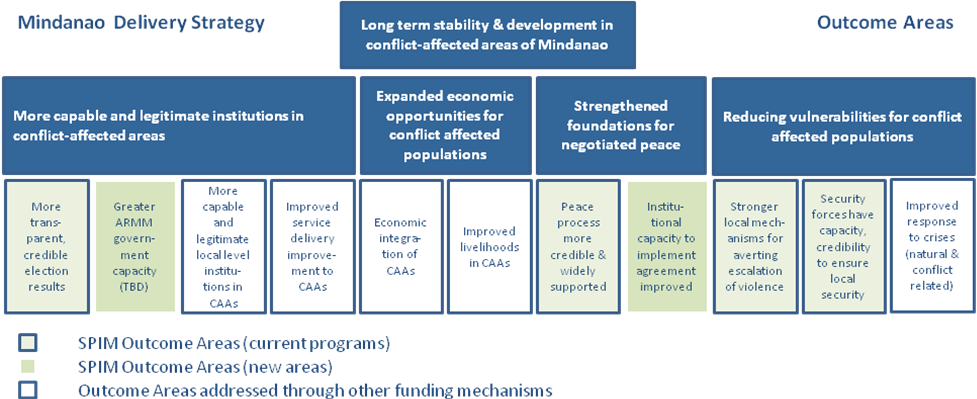 Mindanao Delivery Strategy
Long term stability & development in
conflict-affected areas of Mindanao
Outcome Areas
More capable and legitimate institutions in
conflict-affected areas
Expanded economic
opportunities for
conflict affected
populations
Strengthened
foundations for
negotiated peace
Reducing vulnerabilities for conflict
affected populations
More
trans-
parent,
credible
election
results
Greater
ARMM
govern-
ment
capacity
(TBD)
More
capable
and
legitimate
local level
institu-
tions in
CAAs
Improved
service
delivery
improve-
ment to
CAAs
Economic
integra-
tion of
CAAs
Improved
livelihoods
in CAAs
Peace
process
more
credible &
widely
supported
Institu-
tional
capacity to
implement
agreement
improved
Stronger
local mech-
anisms for
averting
escalation
of violence
Security
forces have
capacity,
credibility
to ensure
local
security
Improved
response
to crises
(natural &
conflict
related)
SPIM Outcome Areas (current programs)
SPIM Outcome Areas (new areas)
Outcome Areas addressed through other funding mechanisms